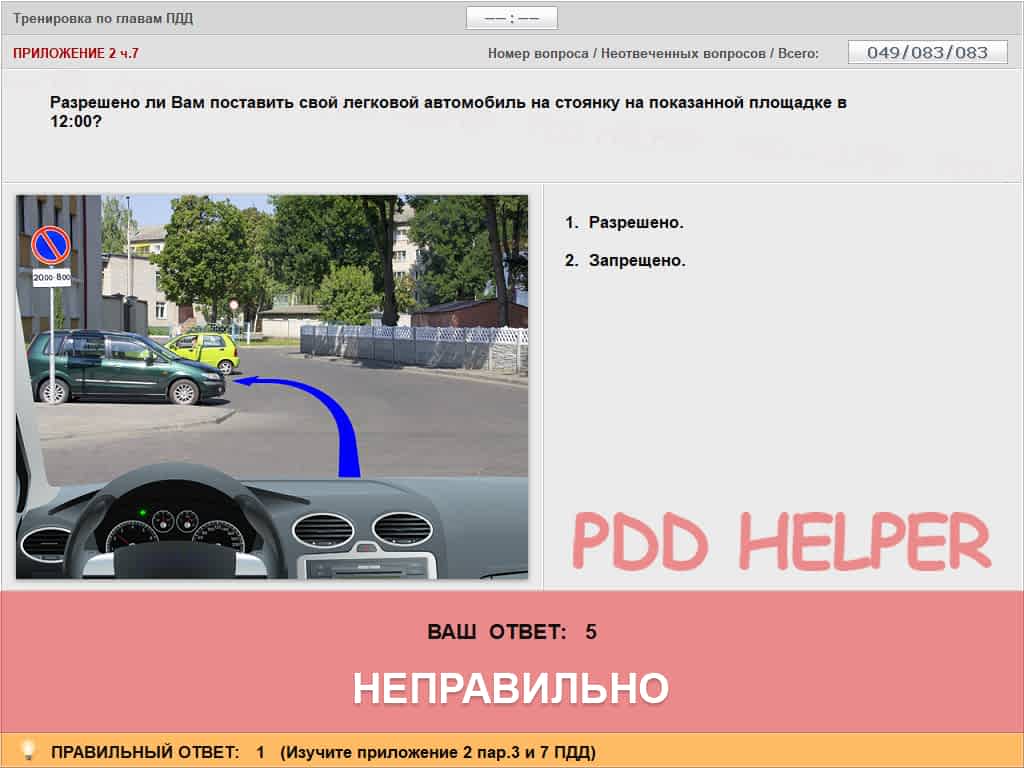 Тренировка по главам ПДД
-- : --
ПРИЛОЖЕНИЕ 2 ч.7
Номер вопроса / Неотвеченных вопросов / Всего:
049/083/083
Разрешено ли Вам поставить свой легковой автомобиль на стоянку на показанной площадке в
12:00?
20:00-8:00
1. Разрешено.
2. Запрещено.
PDD HELPER
ВАШ ОТВЕТ: 5
НЕПРАВИЛЬНО
ПРАВИЛЬНЫЙ ОТВЕТ: 1 (Изучите приложение 2 пар.3 и 7 ПДД)